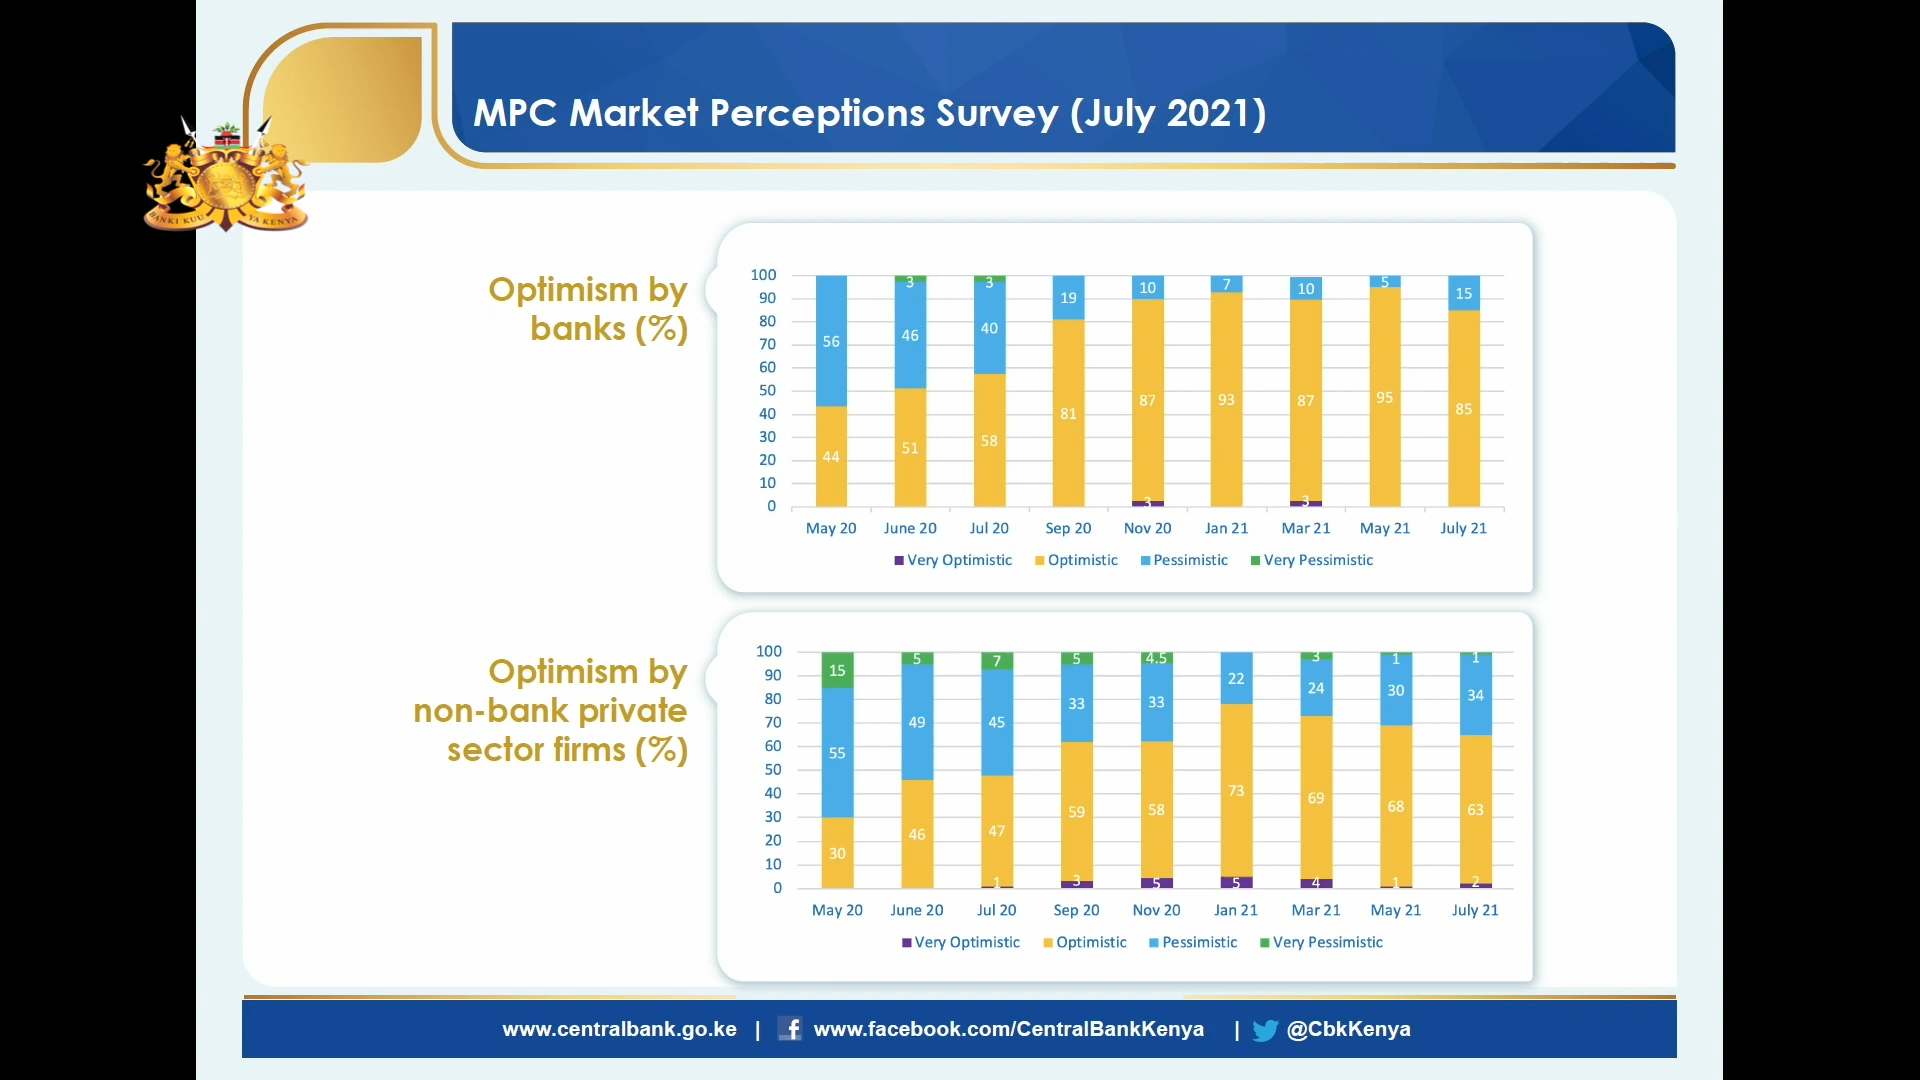 MPC Market Perceptions Survey (July 2021)
BANKI KUU YA KENYA
Optimism by
banks (%)
100
90
80
70
60
50
40
30
20
10
0
3 3 5
56 46 40 19 10 7 10 15
44 51 58 81 87 93 87 95 85
3 3
May 20 June 20 Jul 20 Sep 20 Nov 20 Jan 21 Mar 21 May 21 July 21
Very Optimistic Optimistic Pessimistic Very Pessimistic
Optimism by
non-bank private
sector firms (%)
100
90
80
70
60
50
40
30
20
10
0
15 5 7 5 4.5 3 1 1
55 49 45 33 33 22 24 30 34
30 46 47 59 58 73 69 68 63
1 3 5 5 4 1 2
May 20 June 20 Jul 20 Sep 20 Nov 20 Jan 21 Mar 21 May 21 July 21
Very Optimistic Optimistic Pessimistic Very Pessimistic
www.centralbank.go.ke | f www.facebook.com/CentralBankKenya | @CbkKenya